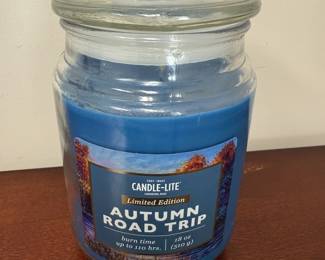 CANDLE-LITE
Limited Edition
AUTUMN
ROAD TRIP
burn time
up to 110 hrs.
18 oz
(510 g)